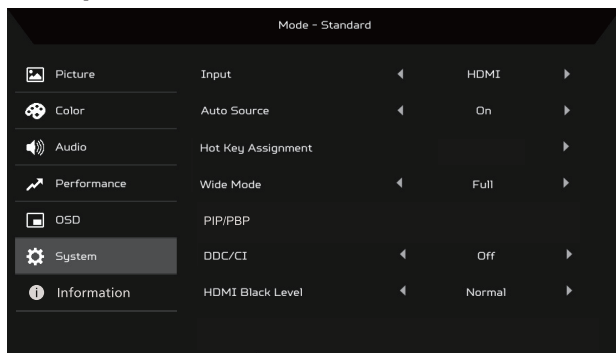 Mode - Standard
Picture
Input HDMI
Color
Auto Source On
Audio
Hot Key Assignment
Performance
Wide Mode Full
OSD
PIP/PBP
System
DDC/CI Off
Information
HDMI Black Level Normal